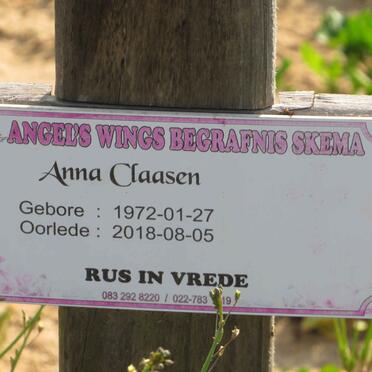 ANGEL'S WINGS BEGRAFNIS SKEMA
Anna Claasen
Gebore : 1972-01-27
Oorlede : 2018-08-05
RUS IN VREDE
083 292 8220 / 022-783